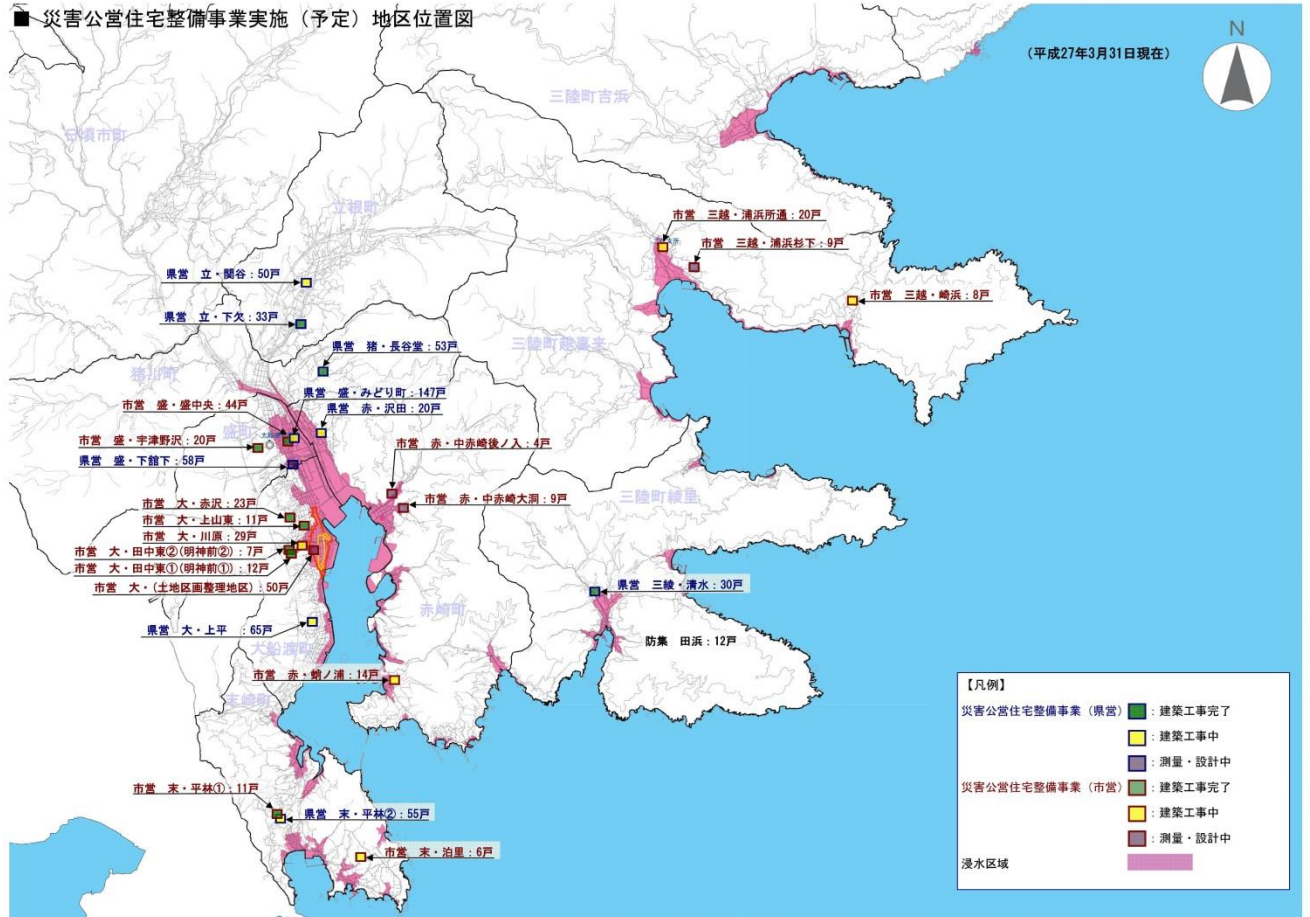 ■ 災害公営住宅整備事業実施（予定）地区位置図
（平成27年3月31日現在）
N
三陸町吉浜
日頃市町
立根町
市営 三越・浦浜所通：20戸
市営 三越・浦浜杉下：9戸
県営 立・関谷：50戸
市営 三越・崎浜：8戸
県営 立・下欠：33戸
三陸町越喜来
県営 猪・長谷堂：53戸
猪川町
県営 盛・みどり町：147戸
市営 盛・盛中央：44戸
県営 赤・沢田：20戸
盛町
市営 盛・宇津野沢：20戸
市営 赤・中赤崎後ノ入：4戸
県営 盛・下舘下：58戸
市営 赤・中赤崎大洞：9戸
三陸町綾里
市営 大・赤沢：23戸
市営 大・上山東：11戸
市営 大・川原：29戸
市営 大・田中東②(明神前②)：7戸
市営 大・田中東①(明神前①)：12戸
市営 大・(土地区画整理地区)：50戸
県営 三綾・清水：30戸
赤崎町
県営 大・上平 ：65戸
防集 田浜：12戸
大船渡町
市営 赤・蛸ノ浦：14戸
末崎町
市営 末・平林①：11戸
県営 末・平林②：55戸
市営 末・泊里：6戸
【凡例】
災害公営住宅整備事業（県営）：建築工事完了
：建築工事中
：測量・設計中
災害公営住宅整備事業（市営）：建築工事完了
：建築工事中
：測量・設計中
浸水区域